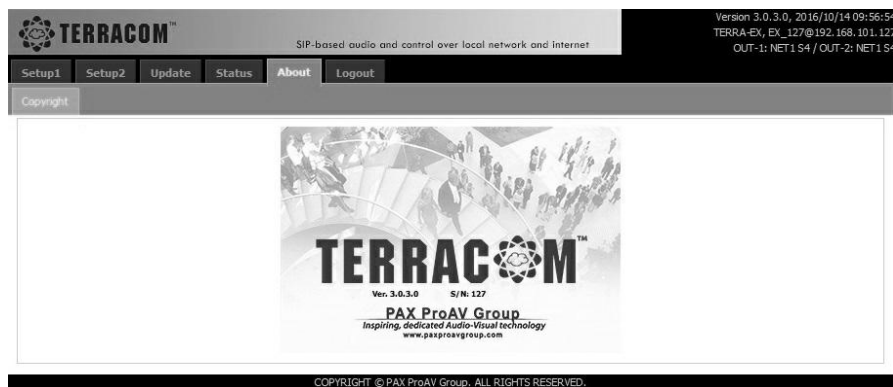 TERRACOM™
SIP-based audio and control over local network and internet
Version 3.0.3.0, 2016/10/14 09:56:54
TERRA-EX, EX_127@192.168.101.127
OUT-1: NET1 S4 / OUT-2: NET1 S4
Setup1 Setup2 Update Status About Logout
Copyright
TERRACOM™
Ver. 3.0.3.0 S/N: 127
PAX ProAV Group
Inspiring, dedicated Audio-Visual technology
www.paxproavgroup.com
COPYRIGHT © PAX ProAV Group. ALL RIGHTS RESERVED.